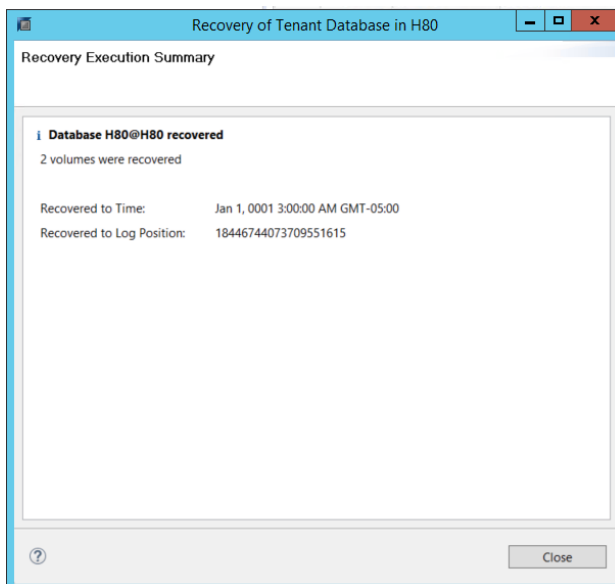 Recovery of Tenant Database in H80
Recovery Execution Summary
Database H80@H80 recovered
2 volumes were recovered
Recovered to Time: Jan 1, 0001 3:00:00 AM GMT-05:00
Recovered to Log Position: 18446744073709551615
Close